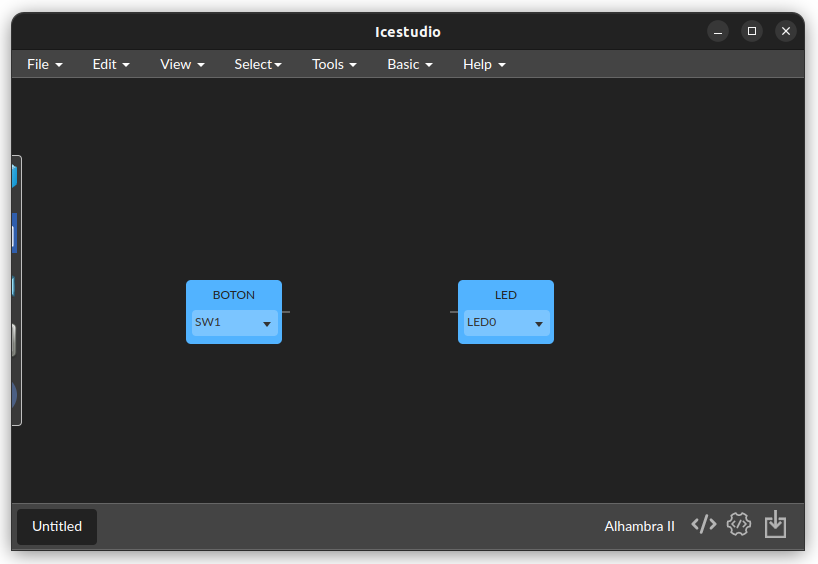 Icestudio
File Edit View Select Tools Basic Help
BOTON LED
SW1 LED0
Untitled Alhambra II